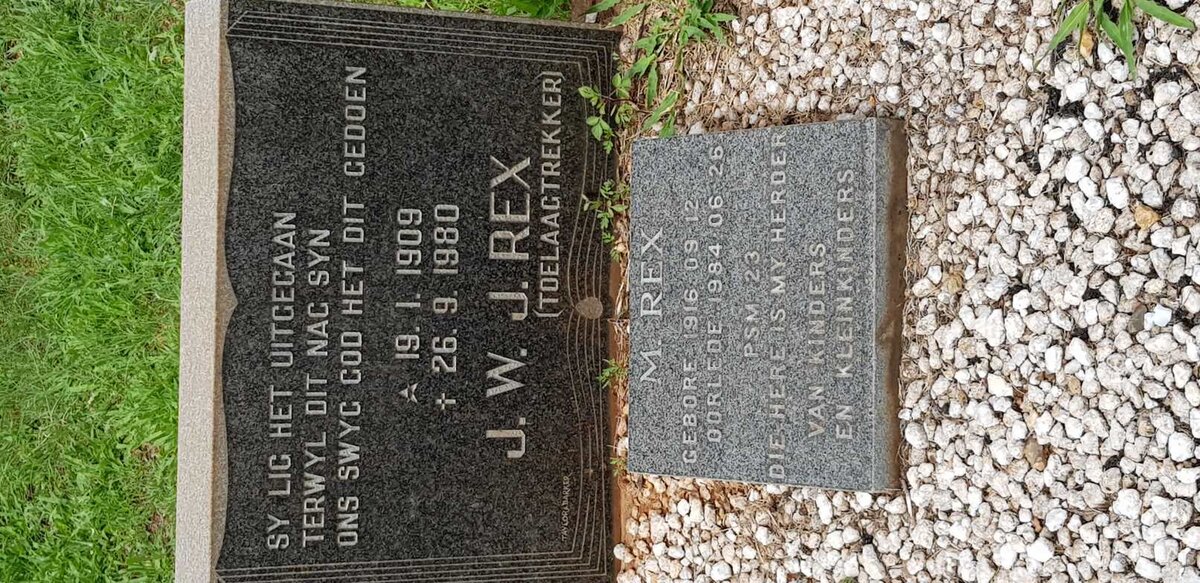 SY LIG HET UITGEGAAN
TERWYL DIT NAG SYN
ONS SWYG GOD HET DIT GEDOEN
☆ 19. 1. 1909
✝ 26. 9. 1980
J. W. J. REX
(TOELAAGTREKKER)
M. REX
GEBORE 1916 09 12
OORLEDE 1984 06 26
PSM 23
DIE HERE IS MY HERDER
VAN KINDERS
EN KLEINKINDERS